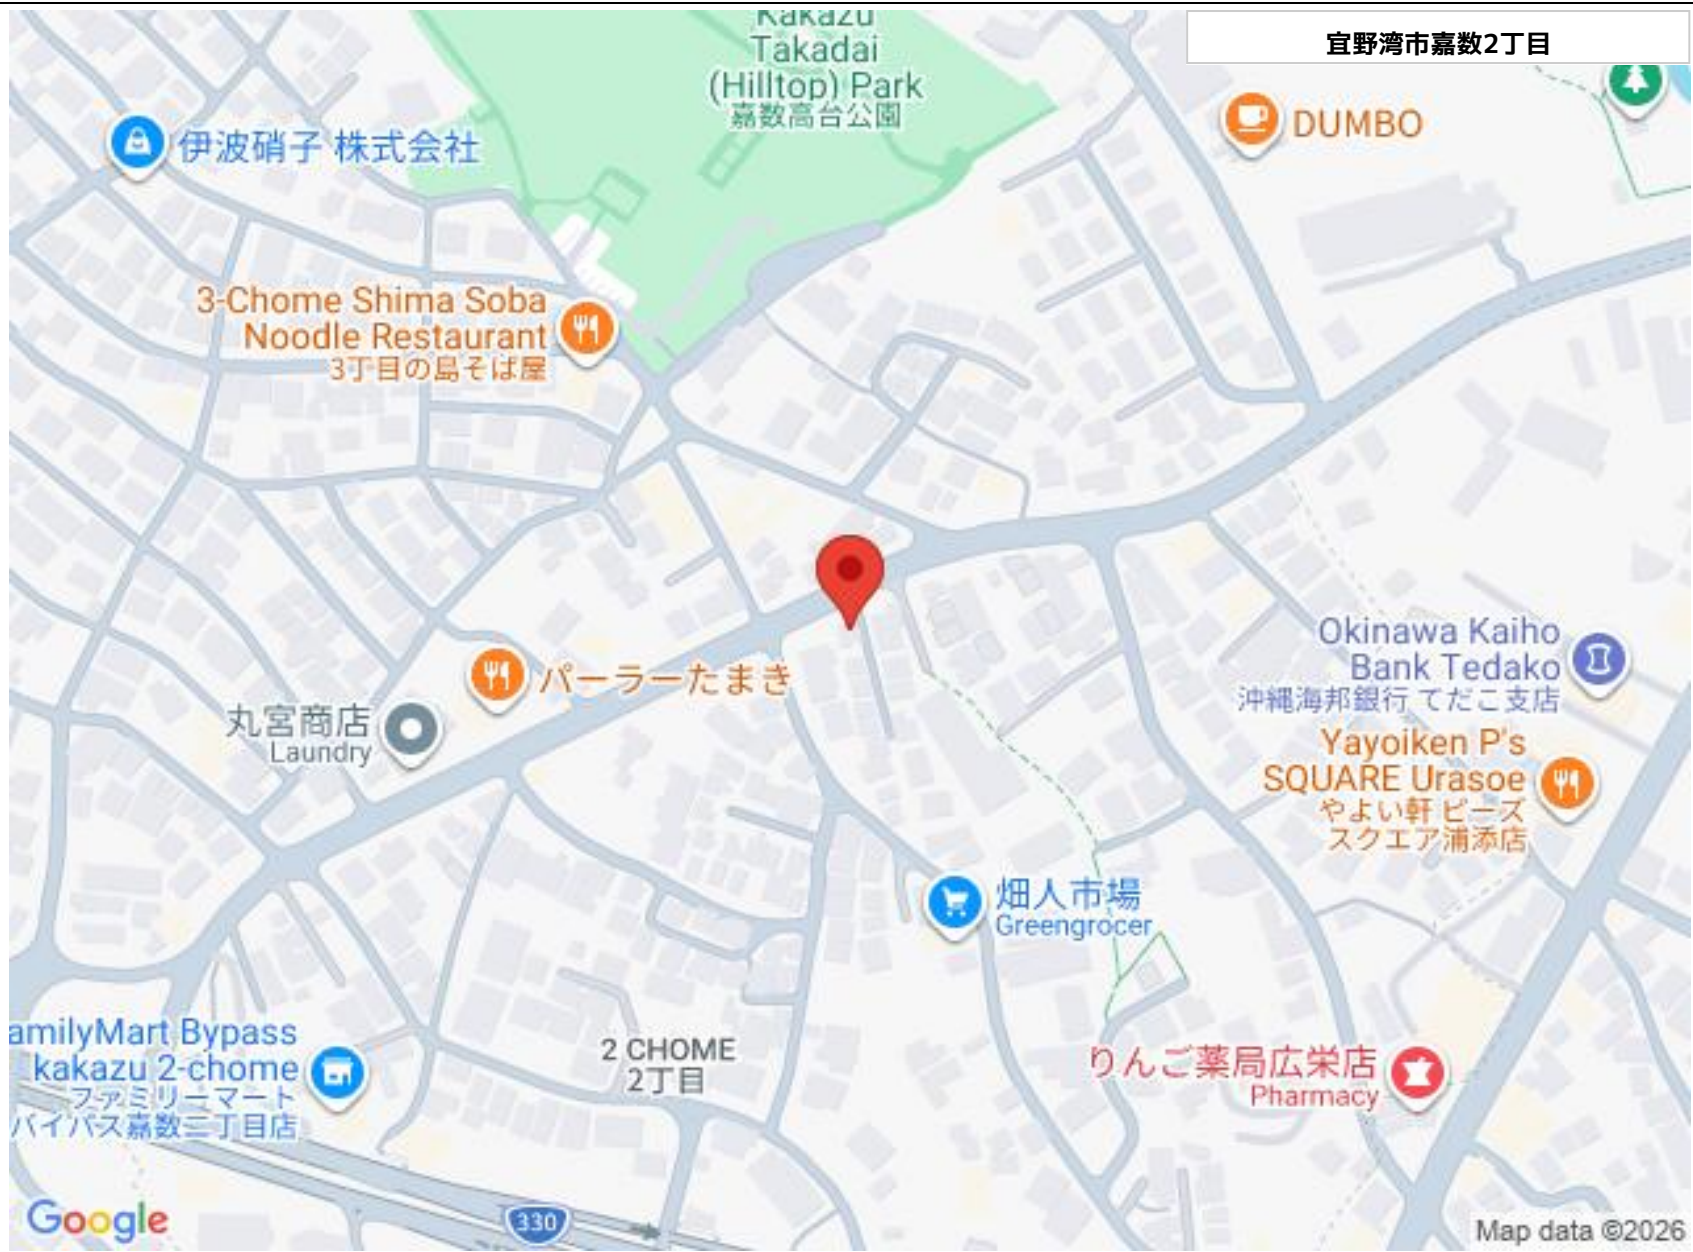 宜野湾市嘉数2丁目
Kakazu
Takadai
(Hilltop) Park
嘉数高台公園
伊波硝子 株式会社
DUMBO
3-Chome Shima Soba
Noodle Restaurant
3丁目の島そば屋
パーラーたまき
丸宮商店
Laundry
Okinawa Kaiho
Bank Tedako
沖縄海邦銀行 てだこ支店
Yayoiken P's
SQUARE Urasoe
やよい軒 ピーズ
スクエア浦添店
畑人市場
Greengrocer
amilyMart Bypass
kakazu 2-chome
ファミリーマート
バイパス嘉数二丁目店
2 CHOME
2丁目
りんご薬局広栄店
Pharmacy
330
Google
Map data ©2026